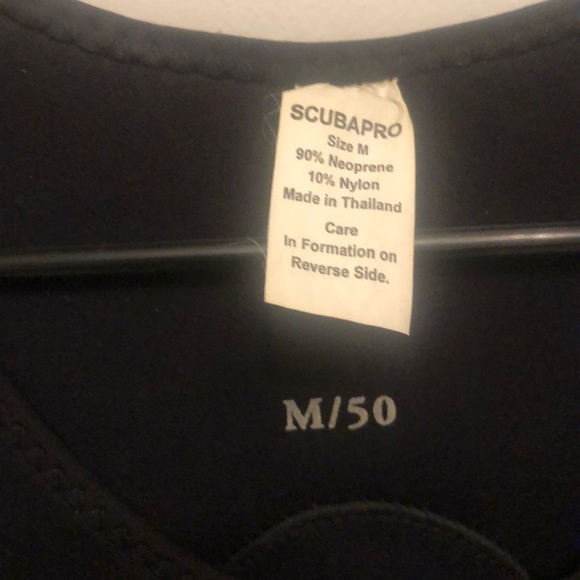 SCUBAPRO
Size M
90% Neoprene
10% Nylon
Made in Thailand
Care
In Formation on
Reverse Side.
M/50